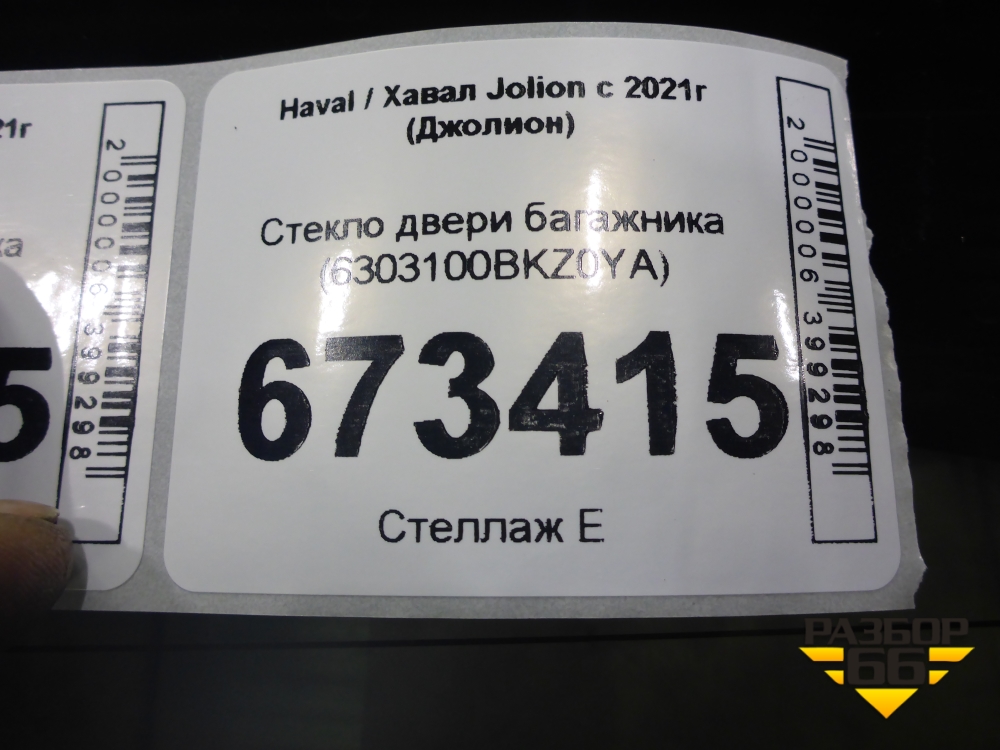 21г
ка
5
2000006399298
Haval / Хавал Jolion с 2021г
(Джолион)
Стекло двери багажника
(6303100BKZ0YA)
673415
Стеллаж Е
2000006399298
РАЗБОР
66